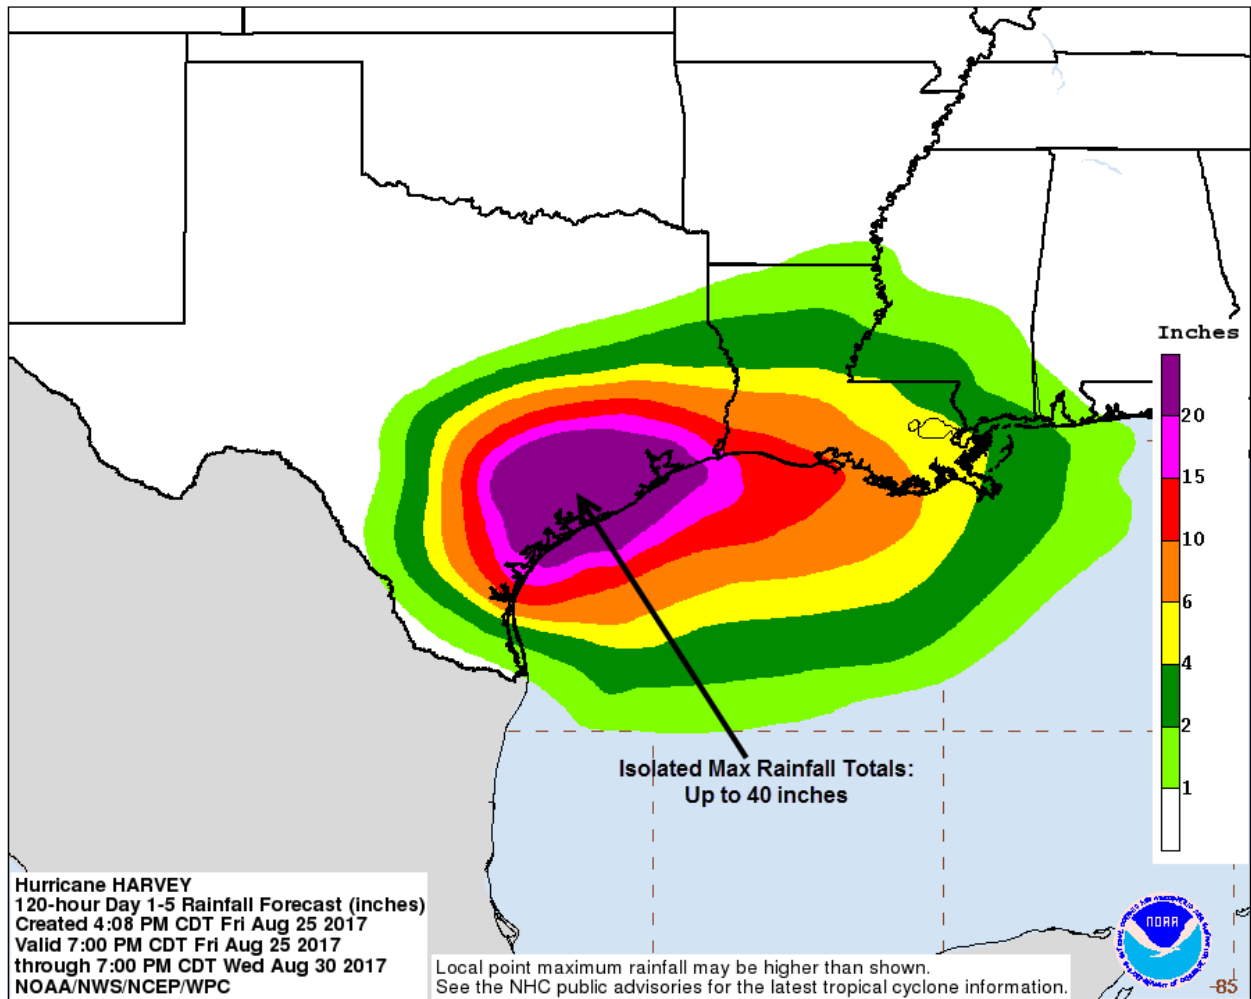 Inches
20
15
10
6
4
2
1
Isolated Max Rainfall Totals:
Up to 40 inches
Hurricane HARVEY
120-hour Day 1-5 Rainfall Forecast (inches)
Created 4:08 PM CDT Fri Aug 25 2017
Valid 7:00 PM CDT Fri Aug 25 2017
through 7:00 PM CDT Wed Aug 30 2017
NOAA/NWS/NCEP/WPC
Local point maximum rainfall may be higher than shown.
See the NHC public advisories for the latest tropical cyclone information.
NOAA
-85